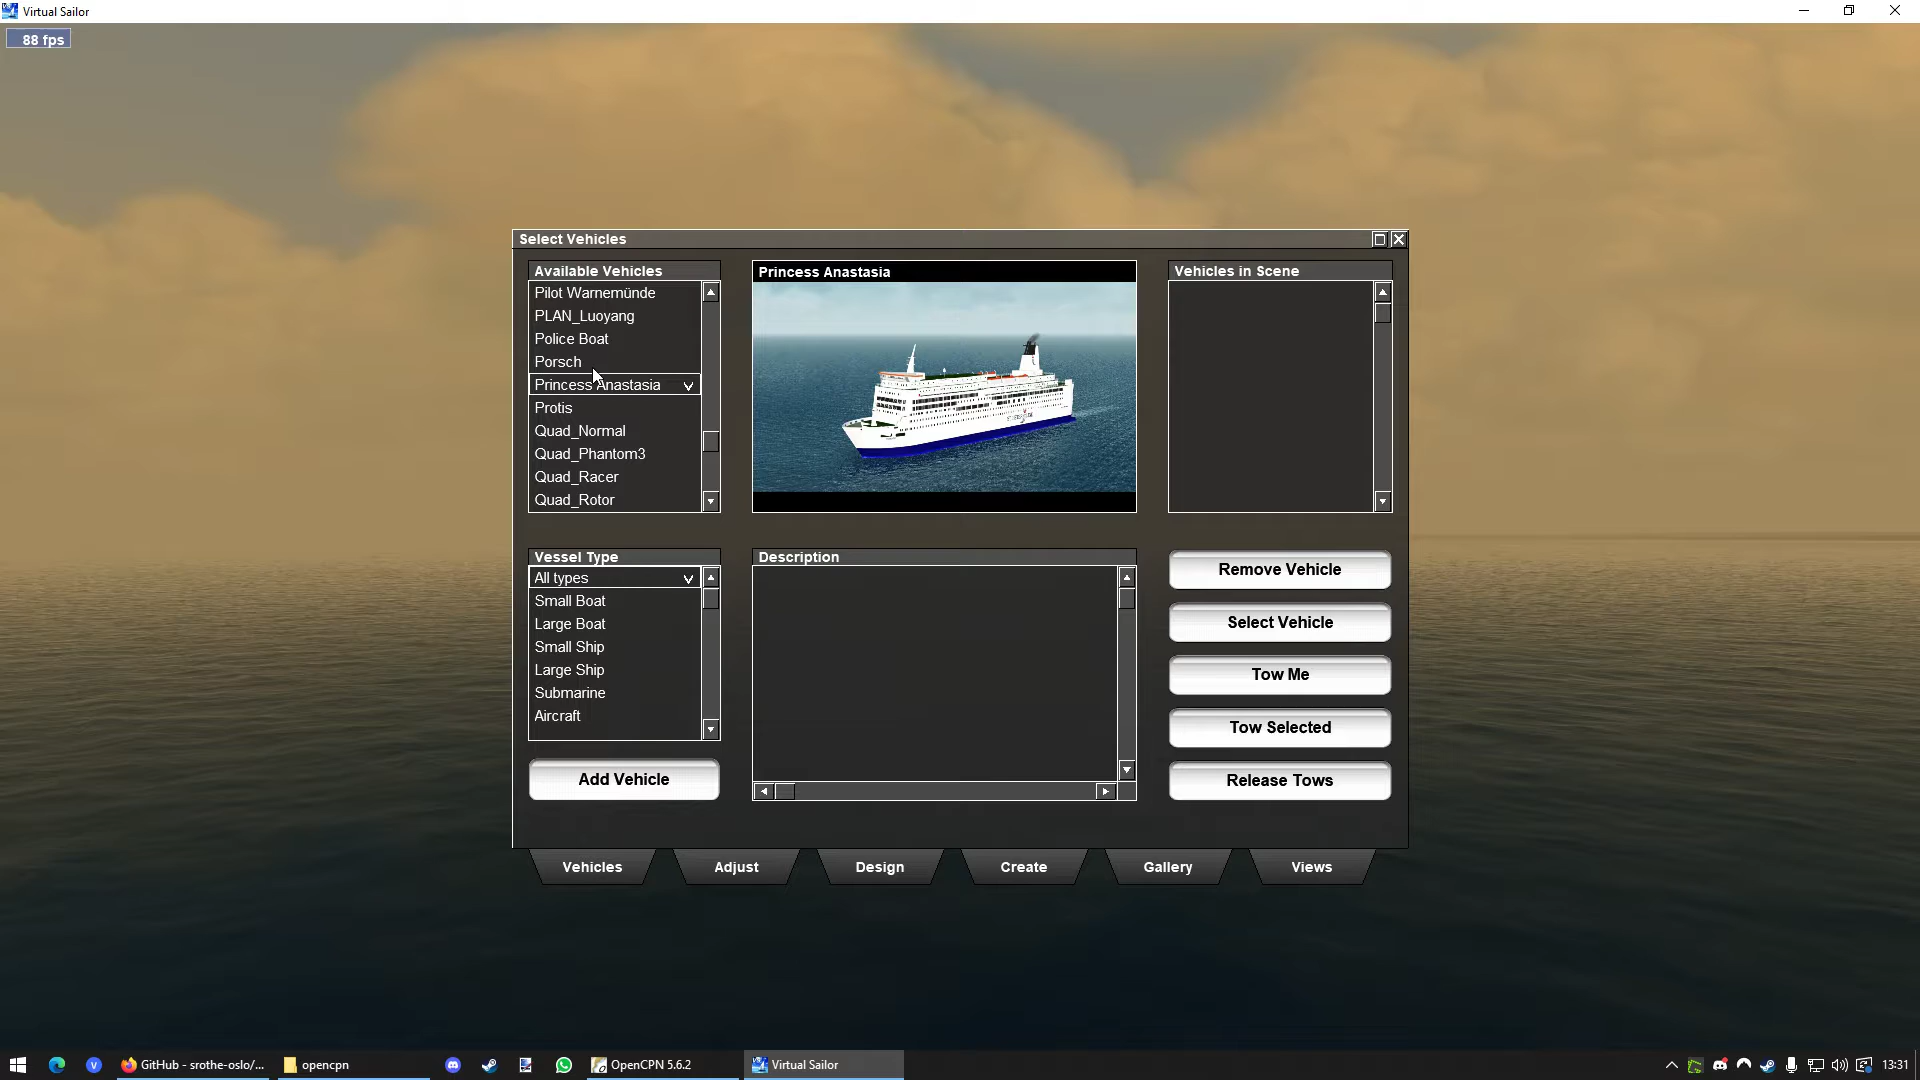 Virtual Sailor
88 fps
Select Vehicles
Available Vehicles
Pilot Warnemünde
PLAN_Luoyang
Police Boat
Porsch
Princess Anastasia
Protis
Quad_Normal
Quad_Phantom3
Quad_Racer
Quad_Rotor
Princess Anastasia
Vehicles in Scene
Vessel Type
All types
Small Boat
Large Boat
Small Ship
Large Ship
Submarine
Aircraft
Add Vehicle
Description
Remove Vehicle
Select Vehicle
Tow Me
Tow Selected
Release Tows
Vehicles
Adjust
Design
Create
Gallery
Views
GitHub - srothe-oslo/...
opencpn
OpenCPN 5.6.2
Virtual Sailor
13:31